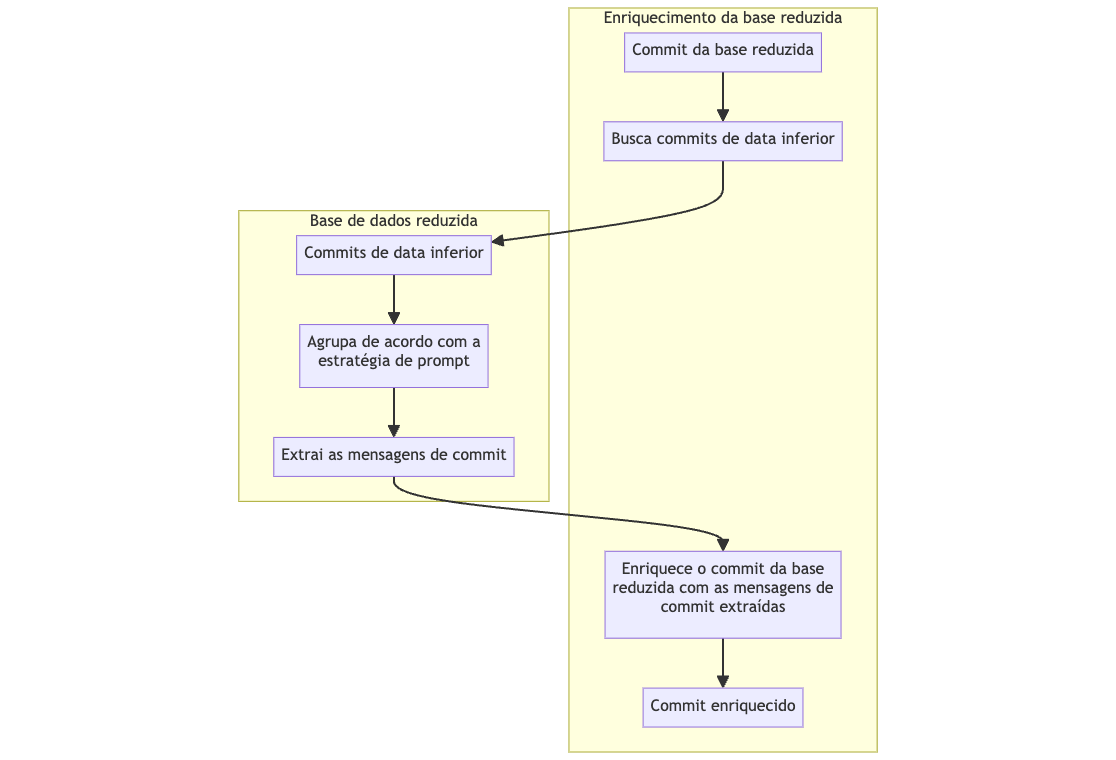 Enriquecimento da base reduzida
Commit da base reduzida
Busca commits de data inferior
Base de dados reduzida
Commits de data inferior
Agrupa de acordo com a
estratégia de prompt
Extrai as mensagens de commit
Enriquece o commit da base
reduzida com as mensagens de
commit extraídas
Commit enriquecido